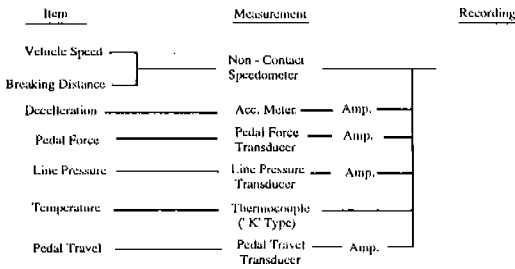 Item Measurement Recording
Vehicle Speed
Non - Contact
Speedometer
Breaking Distance
Decelleration Acc. Meter Amp.
Pedal Force Pedal Force Amp.
Transducer
Line Pressure Line Pressure Amp.
Transducer
Temperature Thermocouple
(' K' Type)
Pedal Travel Pedal Travel Amp.
Transducer